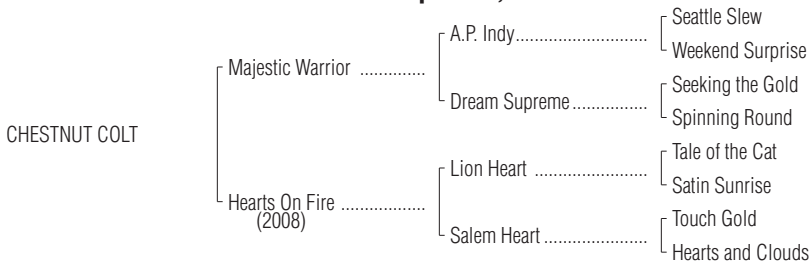 Seattle Slew
A.P. Indy..............................
Weekend Surprise
Majestic Warrior ..............
Seeking the Gold
Dream Supreme................
Spinning Round
CHESTNUT COLT
Tale of the Cat
Lion Heart ........................
Satin Sunrise
Hearts On Fire ..................
(2008)
Touch Gold
Salem Heart......................
Hearts and Clouds